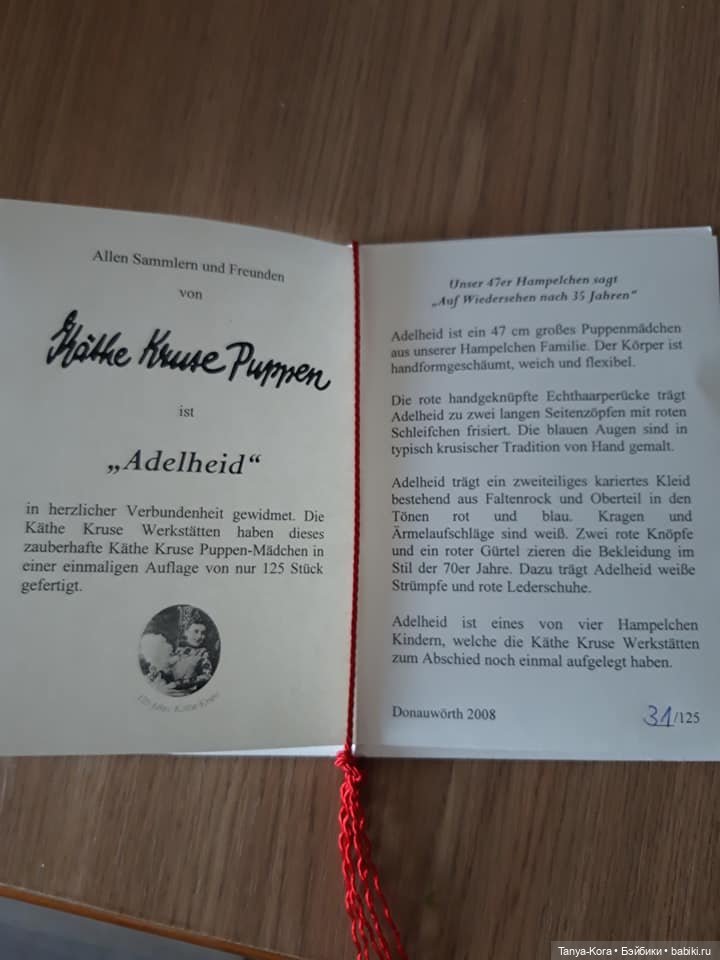 Allen Sammlern und Freunden
von
Käthe Kruse Puppen
ist
„Adelheid“
in herzlicher Verbundenheit gewidmet. Die
Käthe Kruse Werkstätten haben dieses
zauberhafte Käthe Kruse Puppen-Mädchen in
einer einmaligen Auflage von nur 125 Stück
gefertigt.
125 Jahre Käthe Kruse
Unser 47er Hampelchen sagt
„Auf Wiedersehen nach 35 Jahren“
Adelheid ist ein 47 cm großes Puppenmädchen
aus unserer Hampelchen Familie. Der Körper ist
handformgeschäumt, weich und flexibel.
Die rote handgeknüpfte Echthaarperücke trägt
Adelheid zu zwei langen Seitenzöpfen mit roten
Schleifchen frisiert. Die blauen Augen sind in
typisch krusischer Tradition von Hand gemalt.
Adelheid trägt ein zweiteiliges kariertes Kleid
bestehend aus Faltenrock und Oberteil in den
Tönen rot und blau. Kragen und
Ärmelaufschläge sind weiß. Zwei rote Knöpfe
und ein roter Gürtel zieren die Bekleidung im
Stil der 70er Jahre. Dazu trägt Adelheid weiße
Strümpfe und rote Lederschuhe.
Adelheid ist eines von vier Hampelchen
Kindern, welche die Käthe Kruse Werkstätten
zum Abschied noch einmal aufgelegt haben.
Donauwörth 2008
31/125
Tanya-Kora • Бэйбики • babiki.ru